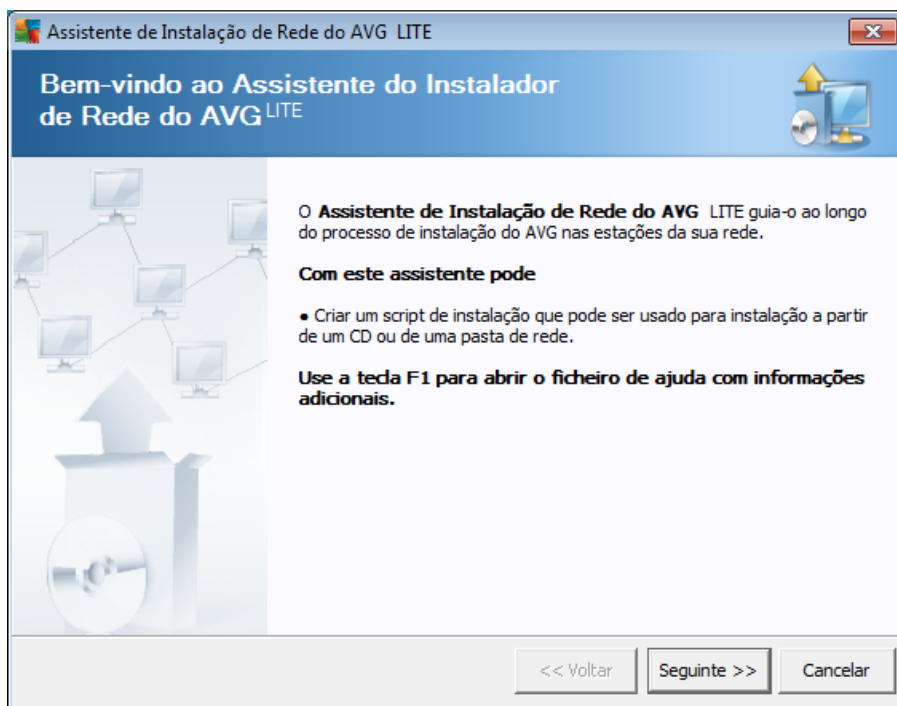 Assistente de Instalação de Rede do AVG LITE
Bem-vindo ao Assistente do Instalador
de Rede do AVG LITE
O Assistente de Instalação de Rede do AVG LITE guia-o ao longo
do processo de instalação do AVG nas estações da sua rede.
Com este assistente pode
• Criar um script de instalação que pode ser usado para instalação a partir
de um CD ou de uma pasta de rede.
Use a tecla F1 para abrir o ficheiro de ajuda com informações
adicionais.
<< Voltar
Seguinte >>
Cancelar